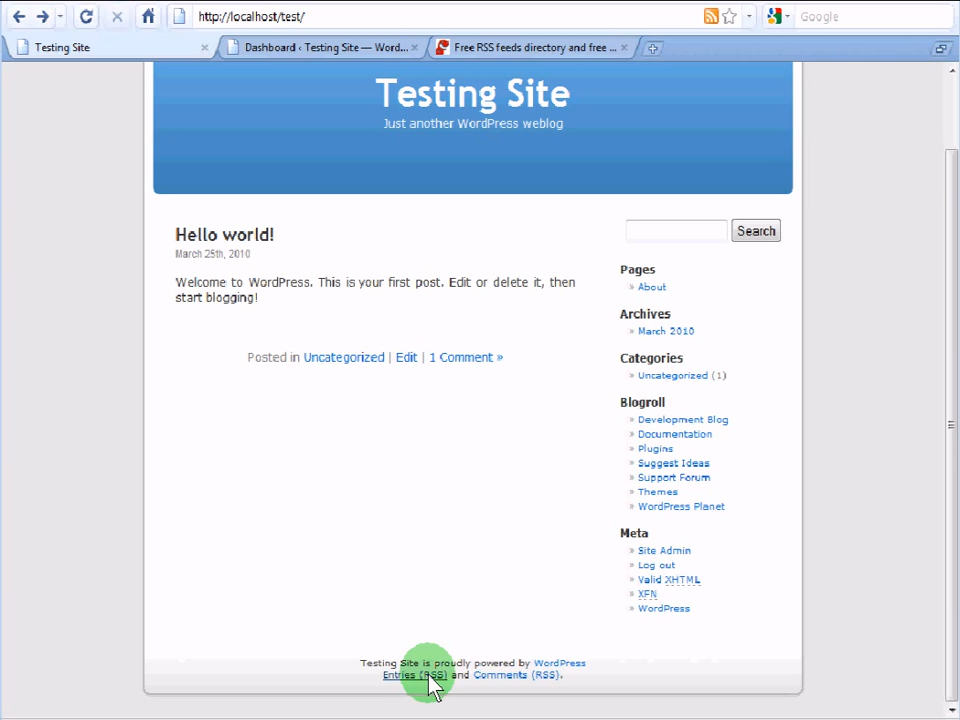 http://localhost/test/
Google
Testing Site
Dashboard ‹ Testing Site — Word...
Free RSS feeds directory and free ...
Testing Site
Just another WordPress weblog
Hello world!
March 25th, 2010
Welcome to WordPress. This is your first post. Edit or delete it, then
start blogging!
Posted in Uncategorized | Edit | 1 Comment »
Search
Pages
» About
Archives
» March 2010
Categories
» Uncategorized (1)
Blogroll
» Development Blog
» Documentation
» Plugins
» Suggest Ideas
» Support Forum
» Themes
» WordPress Planet
Meta
» Site Admin
» Log out
» Valid XHTML
» XFN
» WordPress
Testing Site is proudly powered by WordPress
Entries (RSS) and Comments (RSS).